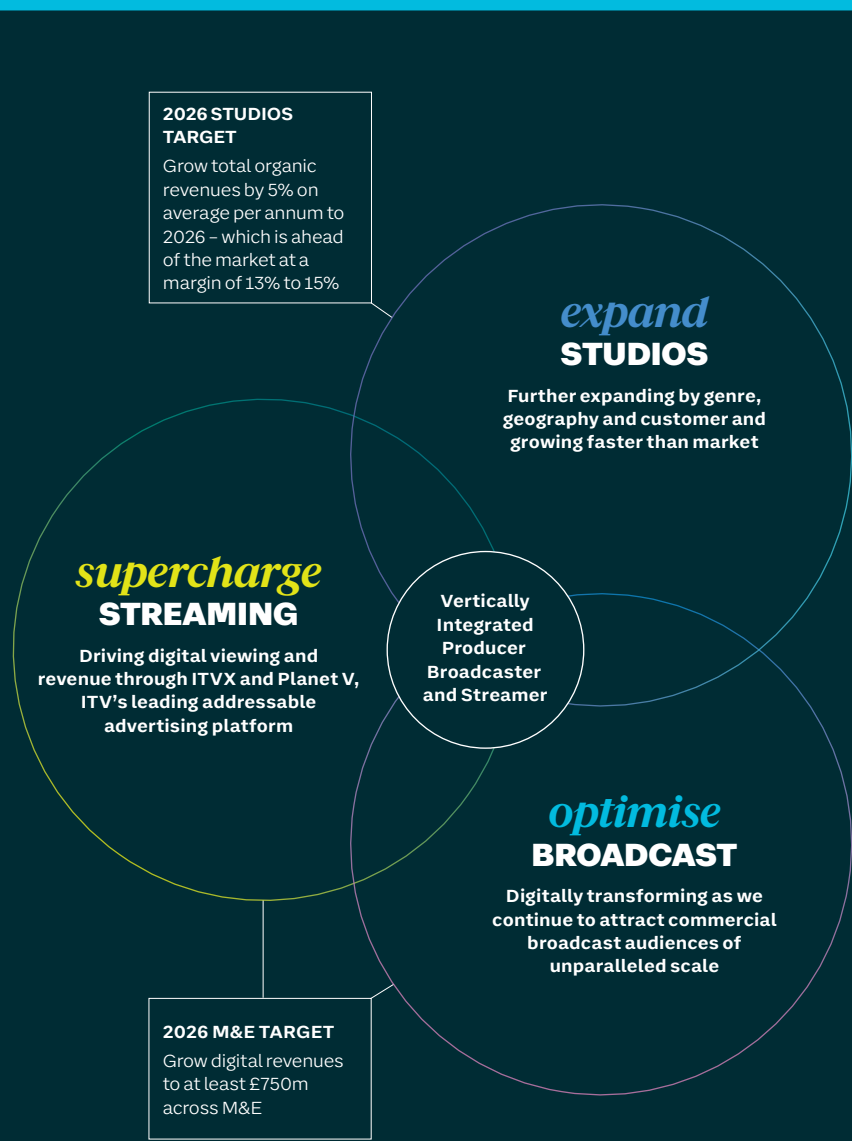 2026 STUDIOS
TARGET
Grow total organic
revenues by 5% on
average per annum to
2026 – which is ahead
of the market at a
margin of 13% to 15%
expand
STUDIOS
Further expanding by genre,
geography and customer and
growing faster than market
supercharge
STREAMING
Driving digital viewing and
revenue through ITVX and Planet V,
ITV’s leading addressable
advertising platform
Vertically
Integrated
Producer
Broadcaster
and Streamer
optimise
BROADCAST
Digitally transforming as we
continue to attract commercial
broadcast audiences of
unparalleled scale
2026 M&E TARGET
Grow digital revenues
to at least £750m
across M&E